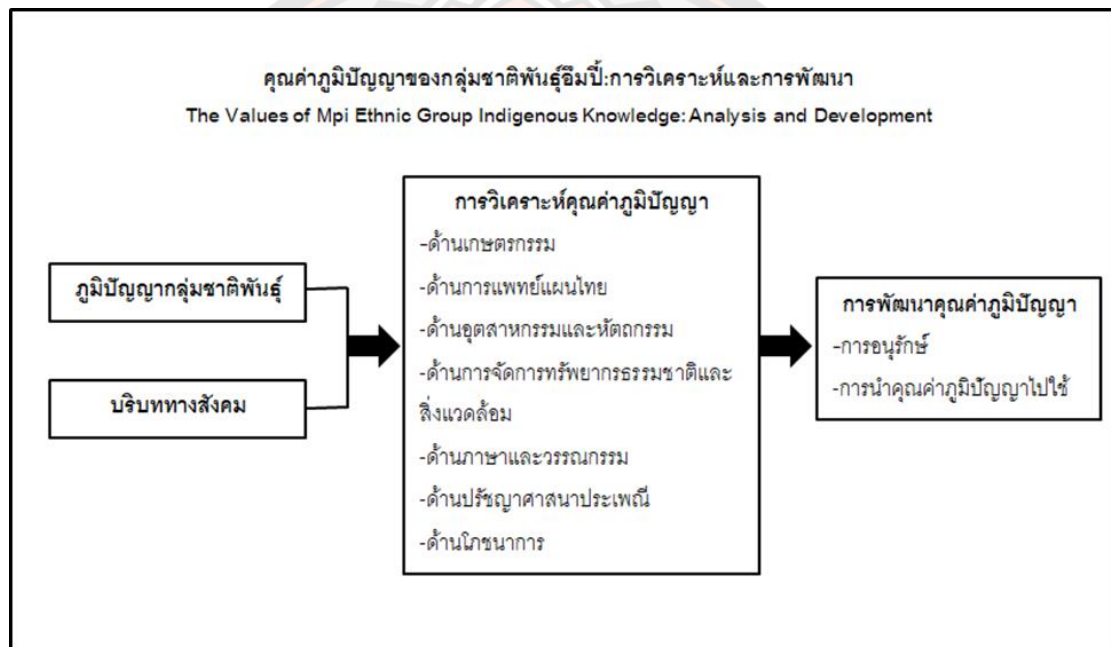 คุณค่าภูมิปัญญาของกลุ่มชาติพันธุ์อึมปี้:การวิเคราะห์และการพัฒนา
The Values of Mpi Ethnic Group Indigenous Knowledge: Analysis and Development
ภูมิปัญญากลุ่มชาติพันธุ์
บริบททางสังคม
การวิเคราะห์คุณค่าภูมิปัญญา
-ด้านเกษตรกรรม
-ด้านการแพทย์แผนไทย
-ด้านอุตสาหกรรมและหัตถกรรม
-ด้านการจัดการทรัพยากรธรรมชาติและ
สิ่งแวดล้อม
-ด้านภาษาและวรรณกรรม
-ด้านปรัชญาศาสนาประเพณี
-ด้านโภชนาการ
การพัฒนาคุณค่าภูมิปัญญา
-การอนุรักษ์
-การนำคุณค่าภูมิปัญญาไปใช้